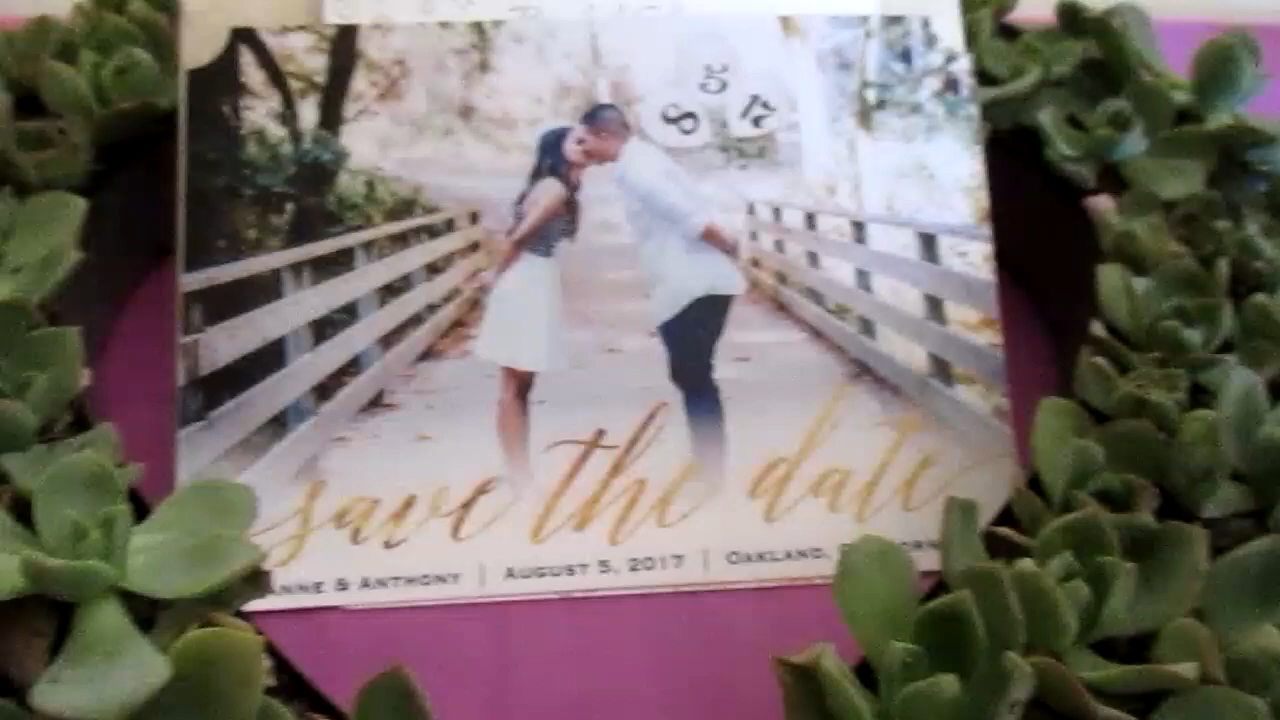 8 5 17
save the date
ANNE & ANTHONY | AUGUST 5, 2017 | OAKLAND,